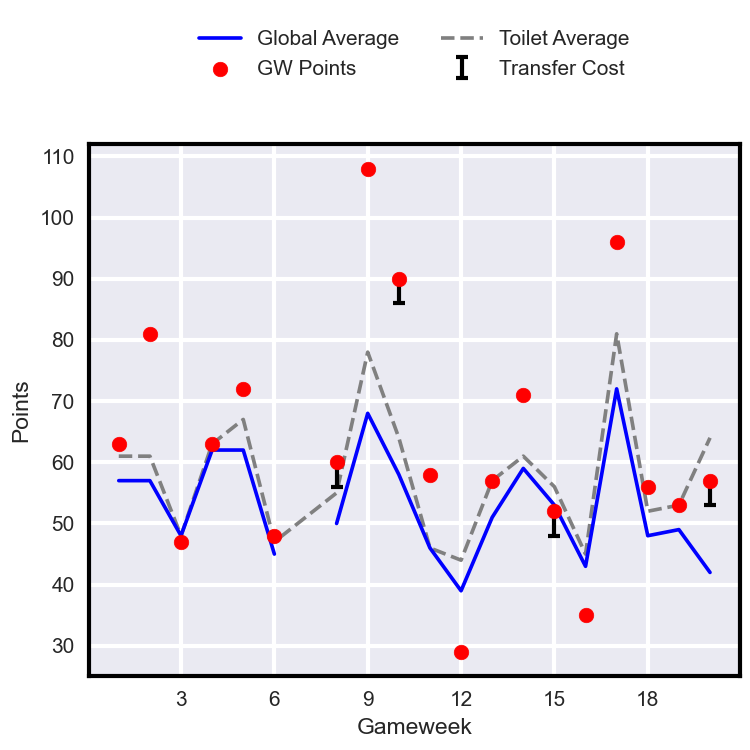 Global Average
Toilet Average
GW Points
Transfer Cost
110
100
90
80
70
60
50
40
30
Points
3 6 9 12 15 18
Gameweek